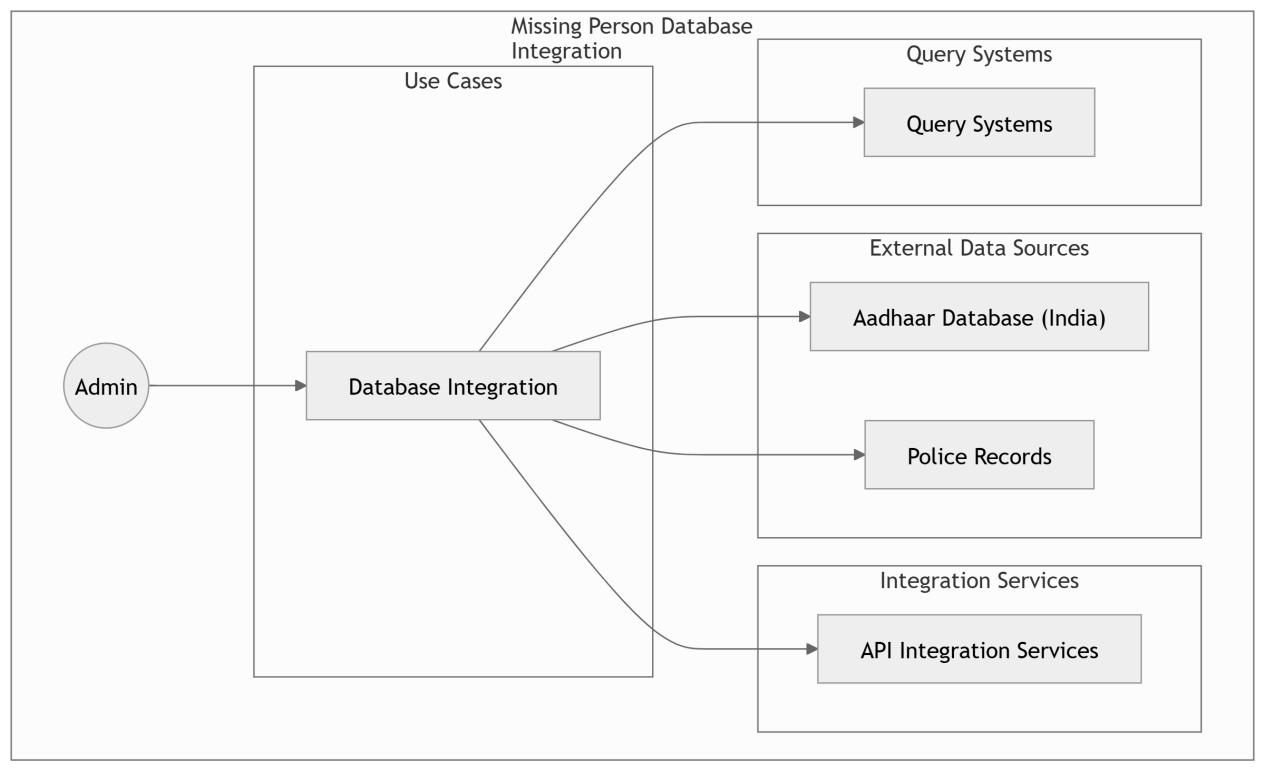 Missing Person Database
Integration
Use Cases
Query Systems
Query Systems
External Data Sources
Aadhaar Database (India)
Admin
Database Integration
Police Records
Integration Services
API Integration Services